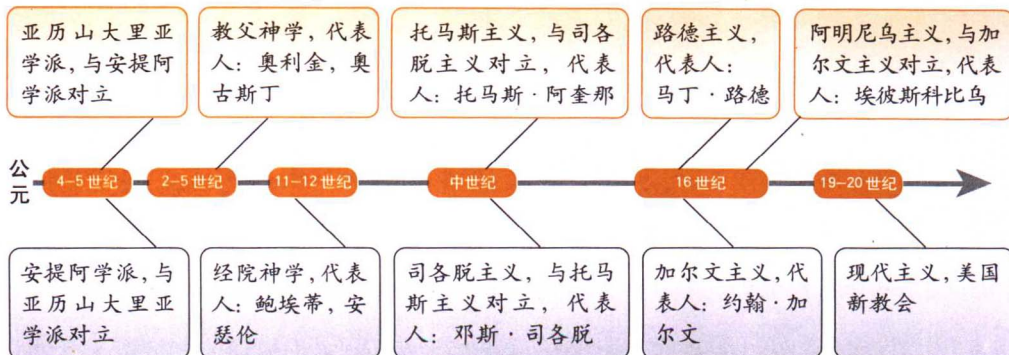 亚历山大里亚
学派,与安提阿
学派对立
教父神学,代表
人:奥利金,奥
古斯丁
托马斯主义,与司各
脱主义对立,代表
人:托马斯·阿奎那
路德主义,
代表人:
马丁·路德
阿明尼乌主义,与加
尔文主义对立,代表
人:埃彼斯科比乌
公
元
4-5世纪
2-5世纪
11-12世纪
中世纪
16世纪
19-20世纪
安提阿学派,与
亚历山大里亚
学派对立
经院神学,代表
人:鲍埃蒂,安
瑟伦
司各脱主义,与托马
斯主义对立,代表
人:邓斯·司各脱
加尔文主义,代
表人:约翰·加
尔文
现代主义,美国
新教会